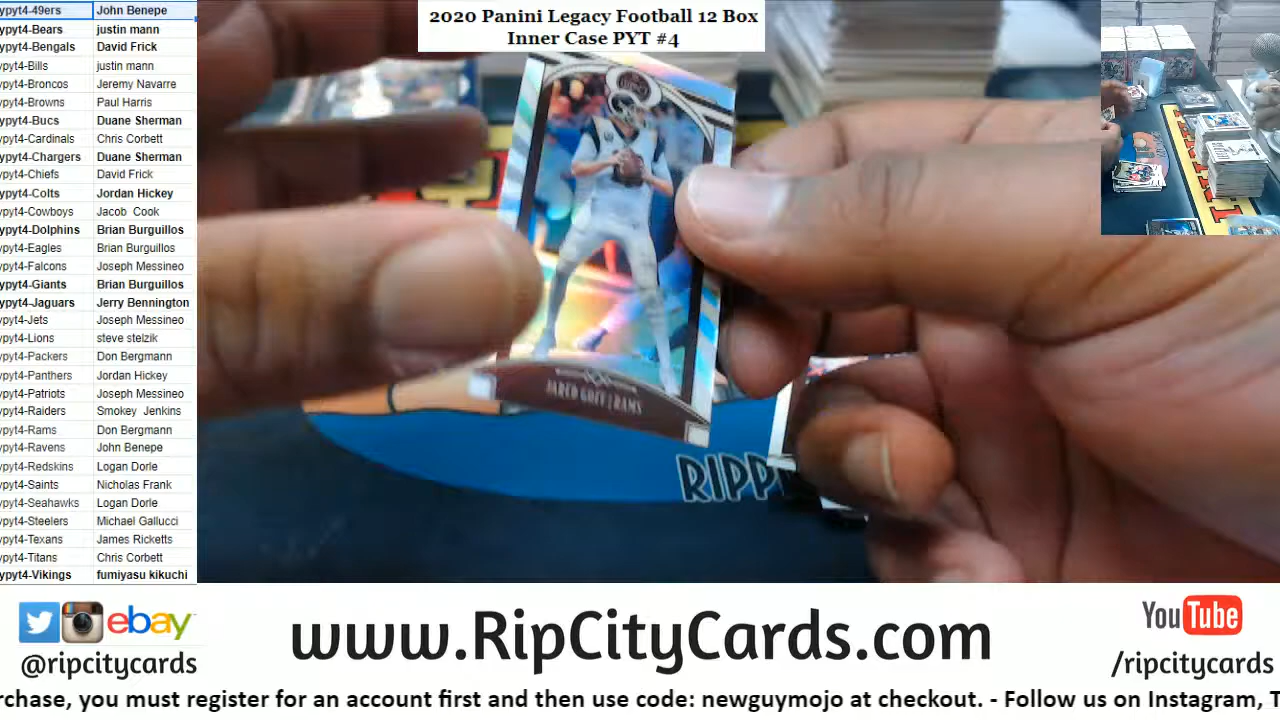 ypyt4-49ers John Benepe
ypyt4-Bears justin mann
ypyt4-Bengals David Frick
ypyt4-Bills justin mann
ypyt4-Broncos Jeremy Navarre
ypyt4-Browns Paul Harris
ypyt4-Bucs Duane Sherman
ypyt4-Cardinals Chris Corbett
ypyt4-Chargers Duane Sherman
ypyt4-Chiefs David Frick
ypyt4-Colts Jordan Hickey
ypyt4-Cowboys Jacob Cook
ypyt4-Dolphins Brian Burguillos
ypyt4-Eagles Brian Burguillos
ypyt4-Falcons Joseph Messineo
ypyt4-Giants Brian Burguillos
ypyt4-Jaguars Jerry Bennington
ypyt4-Jets Joseph Messineo
ypyt4-Lions steve stelzik
ypyt4-Packers Don Bergmann
ypyt4-Panthers Jordan Hickey
ypyt4-Patriots Joseph Messineo
ypyt4-Raiders Smokey Jenkins
ypyt4-Rams Don Bergmann
ypyt4-Ravens John Benepe
ypyt4-Redskins Logan Dorle
ypyt4-Saints Nicholas Frank
ypyt4-Seahawks Logan Dorle
ypyt4-Steelers Michael Gallucci
ypyt4-Texans James Ricketts
ypyt4-Titans Chris Corbett
ypyt4-Vikings fumiyasu kikuchi
2020 Panini Legacy Football 12 Box
Inner Case PYT #4
JARED GOFF | RAMS
RIPP
ebay
@ripcitycards
www.RipCityCards.com
YouTube
/ripcitycards
rchase, you must register for an account first and then use code: newguymojo at checkout. - Follow us on Instagram, T